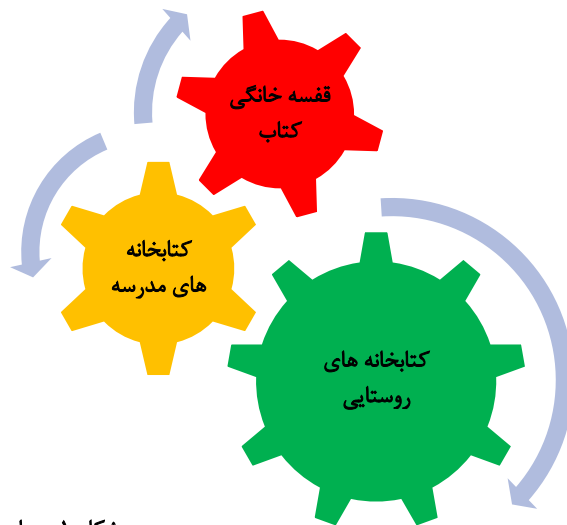 قفسه خانگی
کتاب
کتابخانه
های مدرسه
کتابخانه های
روستایی